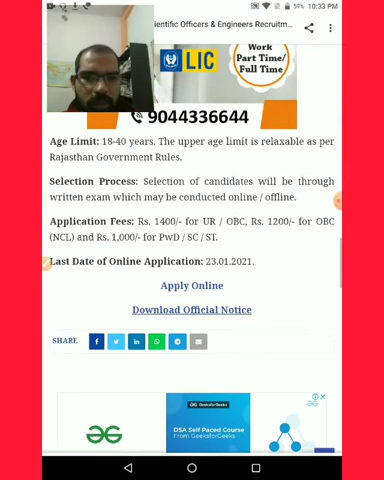 59% 10:33 PM
ientific Officers & Engineers Recruitm...
LIC
Work
Part Time/
Full Time
9044336644
Age Limit: 18-40 years. The upper age limit is relaxable as per
Rajasthan Government Rules.
Selection Process: Selection of candidates will be through
written exam which may be conducted online / offline.
Application Fees: Rs. 1400/- for UR / OBC, Rs. 1200/- for OBC
(NCL) and Rs. 1,000/- for PwD / SC / ST.
Last Date of Online Application: 23.01.2021.
Apply Online
Download Official Notice
SHARE
GeeksforGeeks
DSA Self Paced Course
From GeeksforGeeks